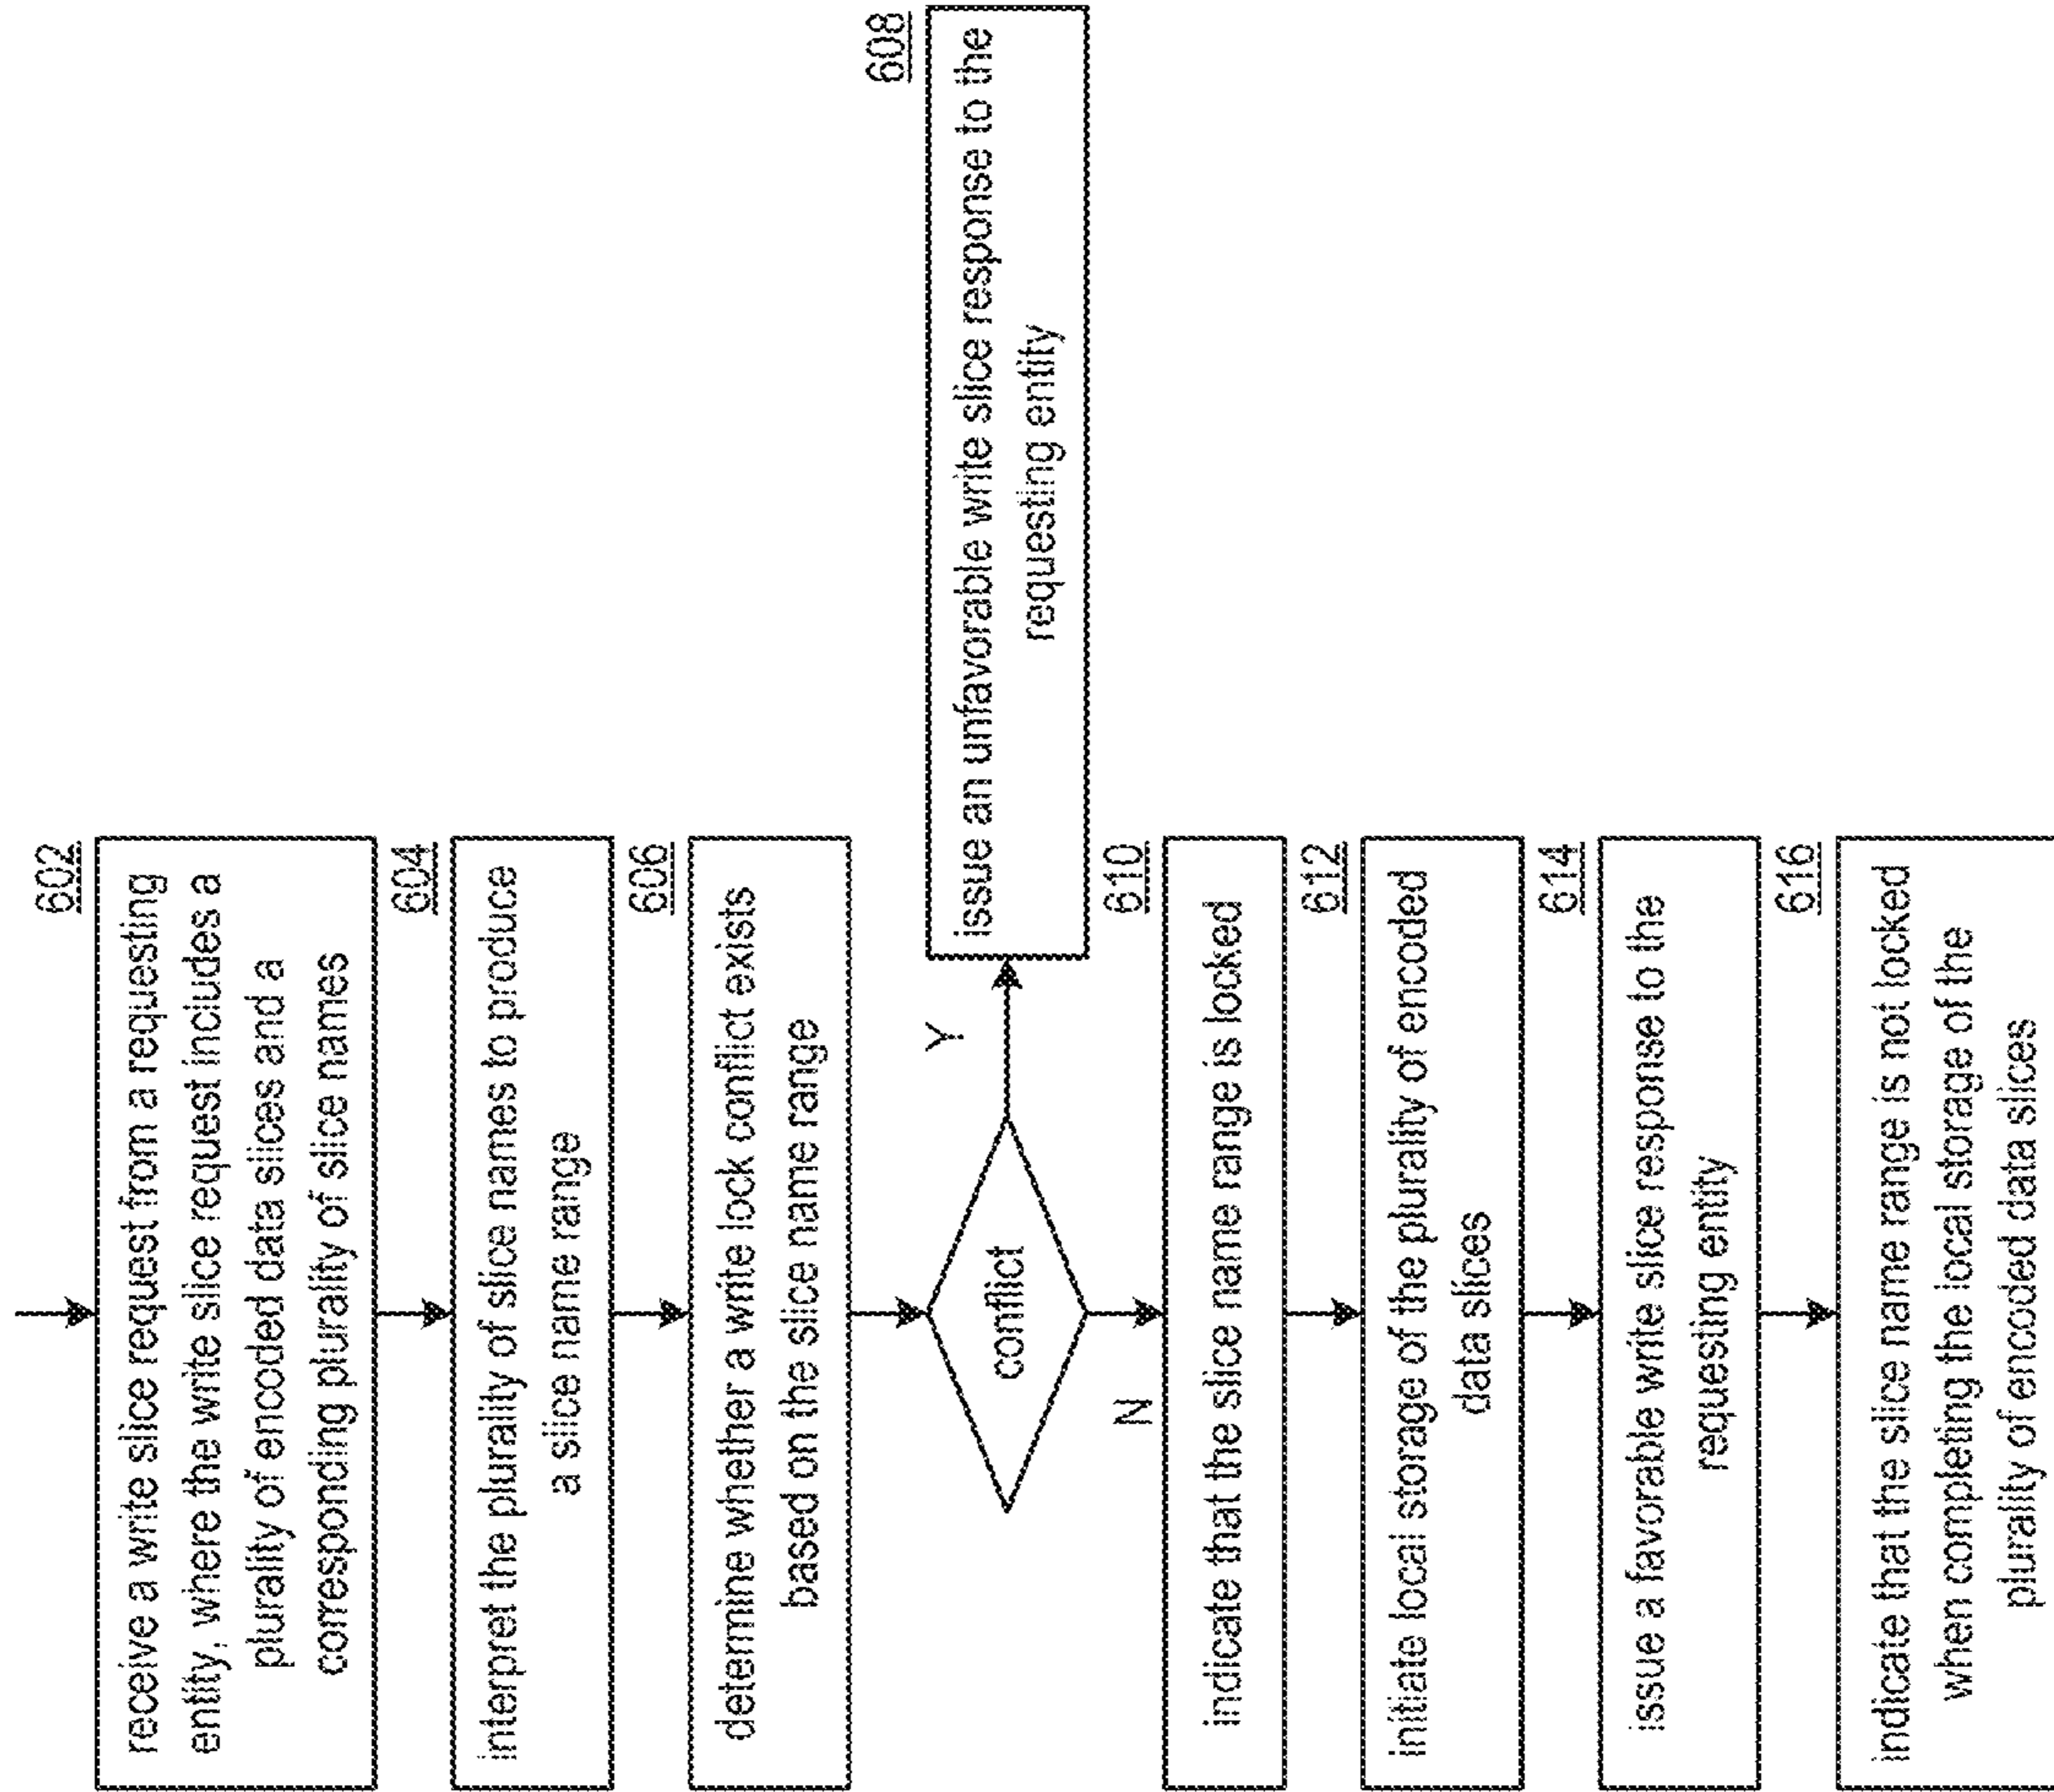 602
receive a write slice request from a requesting
entity, where the write slice request includes a
plurality of encoded data slices and a
corresponding plurality of slice names
604
interpret the plurality of slice names to produce
a slice name range
606
determine whether a write lock conflict exists
based on the slice name range
conflict
Y
608
issue an unfavorable write slice response to the
requesting entity
N
610
indicate that the slice name range is locked
612
initiate local storage of the plurality of encoded
data slices
614
issue a favorable write slice response to the
requesting entity
616
indicate that the slice name range is not locked
when completing the local storage of the
plurality of encoded data slices